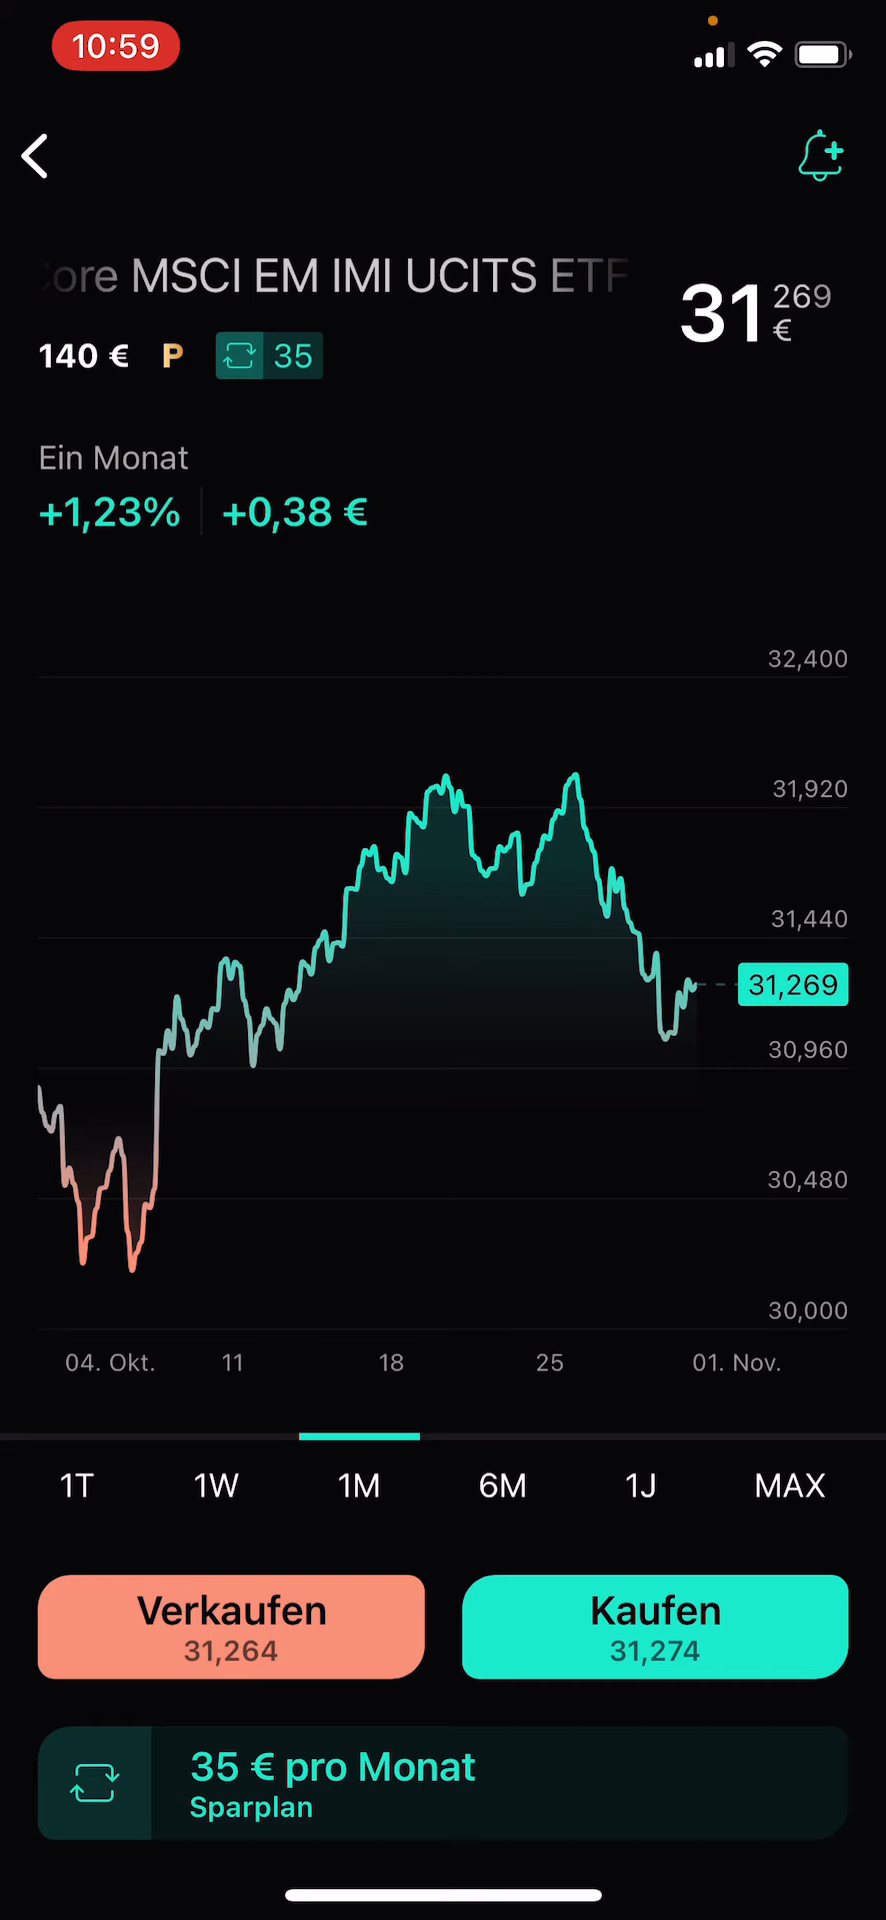 10:59
Core MSCI EM IMI UCITS ETF
31 269 €
140 € P 35
Ein Monat
+1,23% +0,38 €
32,400
31,920
31,440
31,269
30,960
30,480
30,000
04. Okt. 11 18 25 01. Nov.
1T 1W 1M 6M 1J MAX
Verkaufen
31,264
Kaufen
31,274
35 € pro Monat
Sparplan